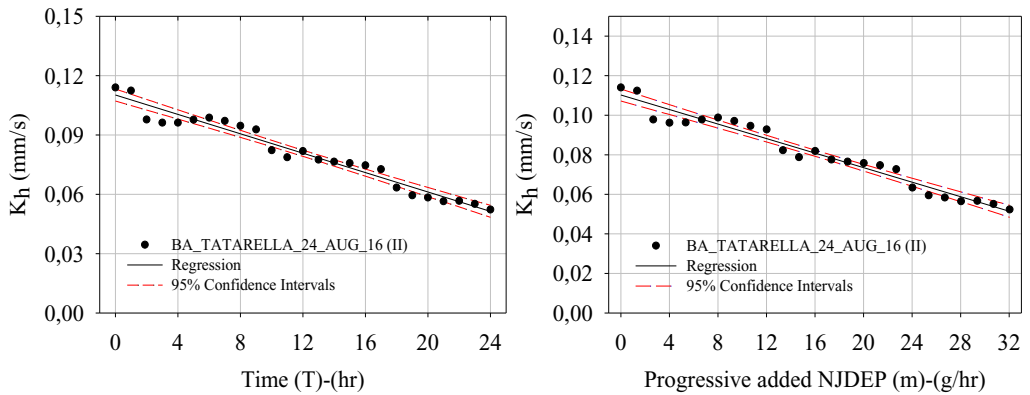 0,15
0,12
0,09
0,06
0,03
0,00
K_h (mm/s)
BA_TATARELLA_24_AUG_16 (II)
Regression
95% Confidence Intervals
0 4 8 12 16 20 24
Time (T)-(hr)
0,14
0,12
0,10
0,08
0,06
0,04
0,02
0,00
K_h (mm/s)
BA_TATARELLA_24_AUG_16 (II)
Regression
95% Confidence Intervals
0 4 8 12 16 20 24 28 32
Progressive added NJDEP (m)-(g/hr)